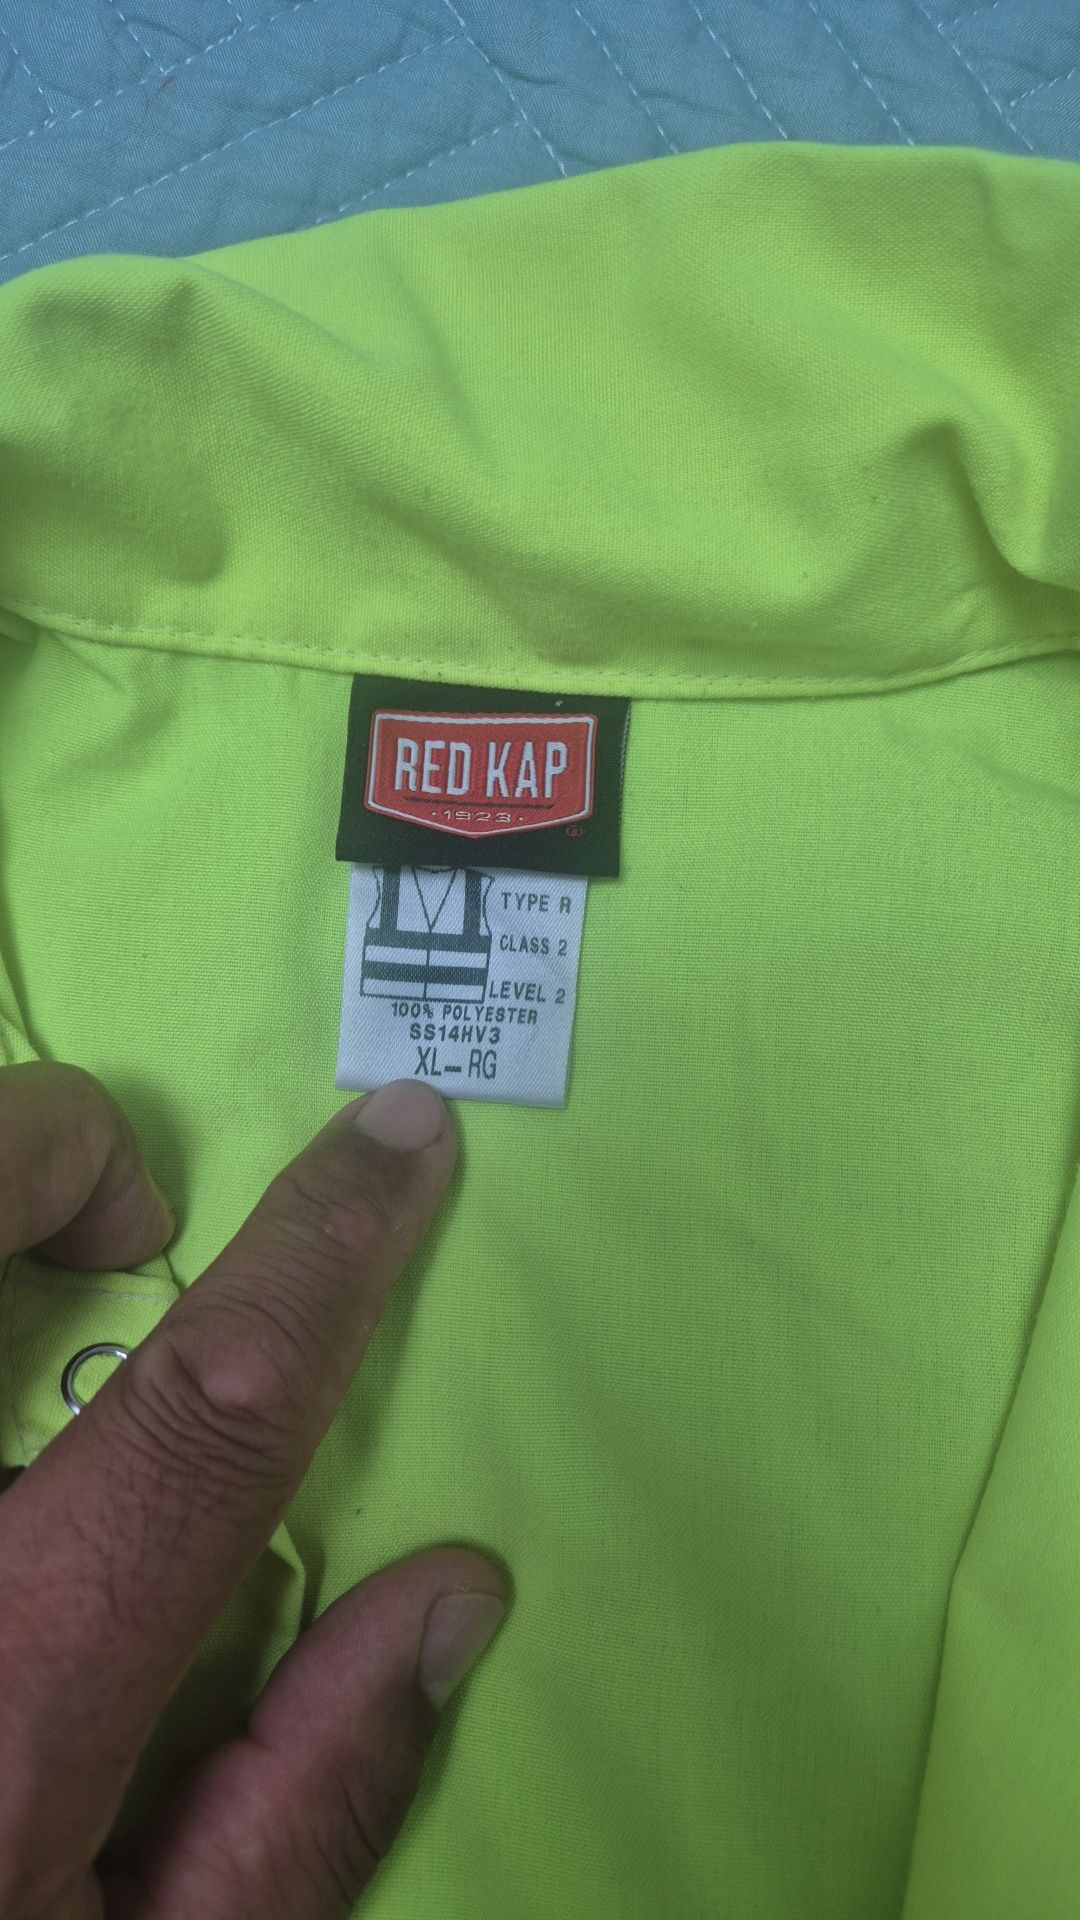 RED KAP
·1923·
®
TYPE R
CLASS 2
LEVEL 2
100% POLYESTER
SS14HV3
XL-RG